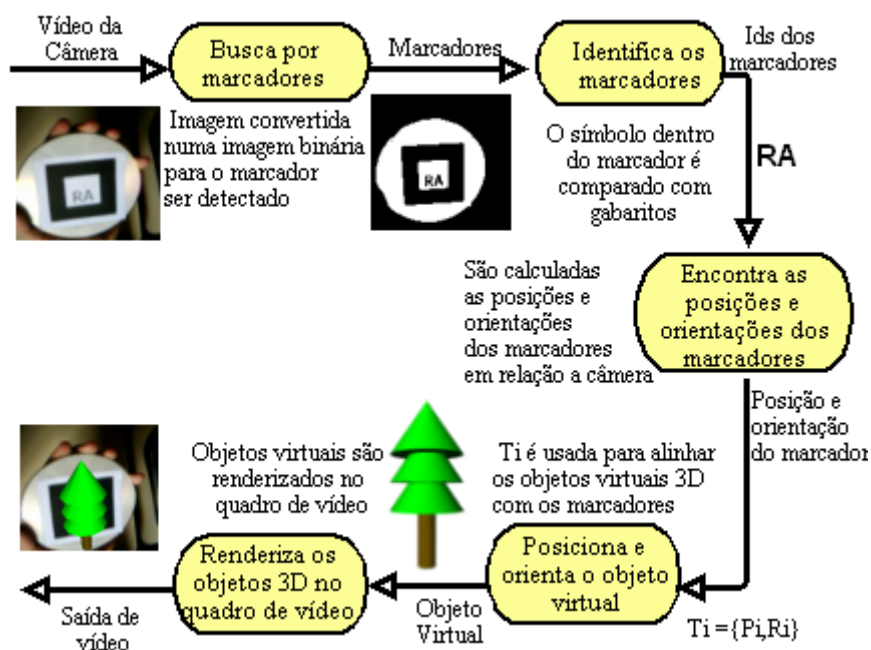 Vídeo da
Câmera
Busca por
marcadores
Marcadores
Identifica os
marcadores
Ids dos
marcadores
Imagem convertida
numa imagem binária
para o marcador
ser detectado
RA
RA
O símbolo dentro
do marcador é
comparado com
gabaritos
RA
São calculadas
as posições e
orientações
dos marcadores
em relação a câmera
Encontra as
posições e
orientações dos
marcadores
Posição e
orientação
do marcador
Ti é usada para alinhar
os objetos virtuais 3D
com os marcadores
Objetos virtuais são
renderizados no
quadro de vídeo
Posiciona e
orienta o objeto
virtual
Ti ={Pi,Ri}
Objeto
Virtual
Renderiza os
objetos 3D no
quadro de vídeo
Saída de
vídeo